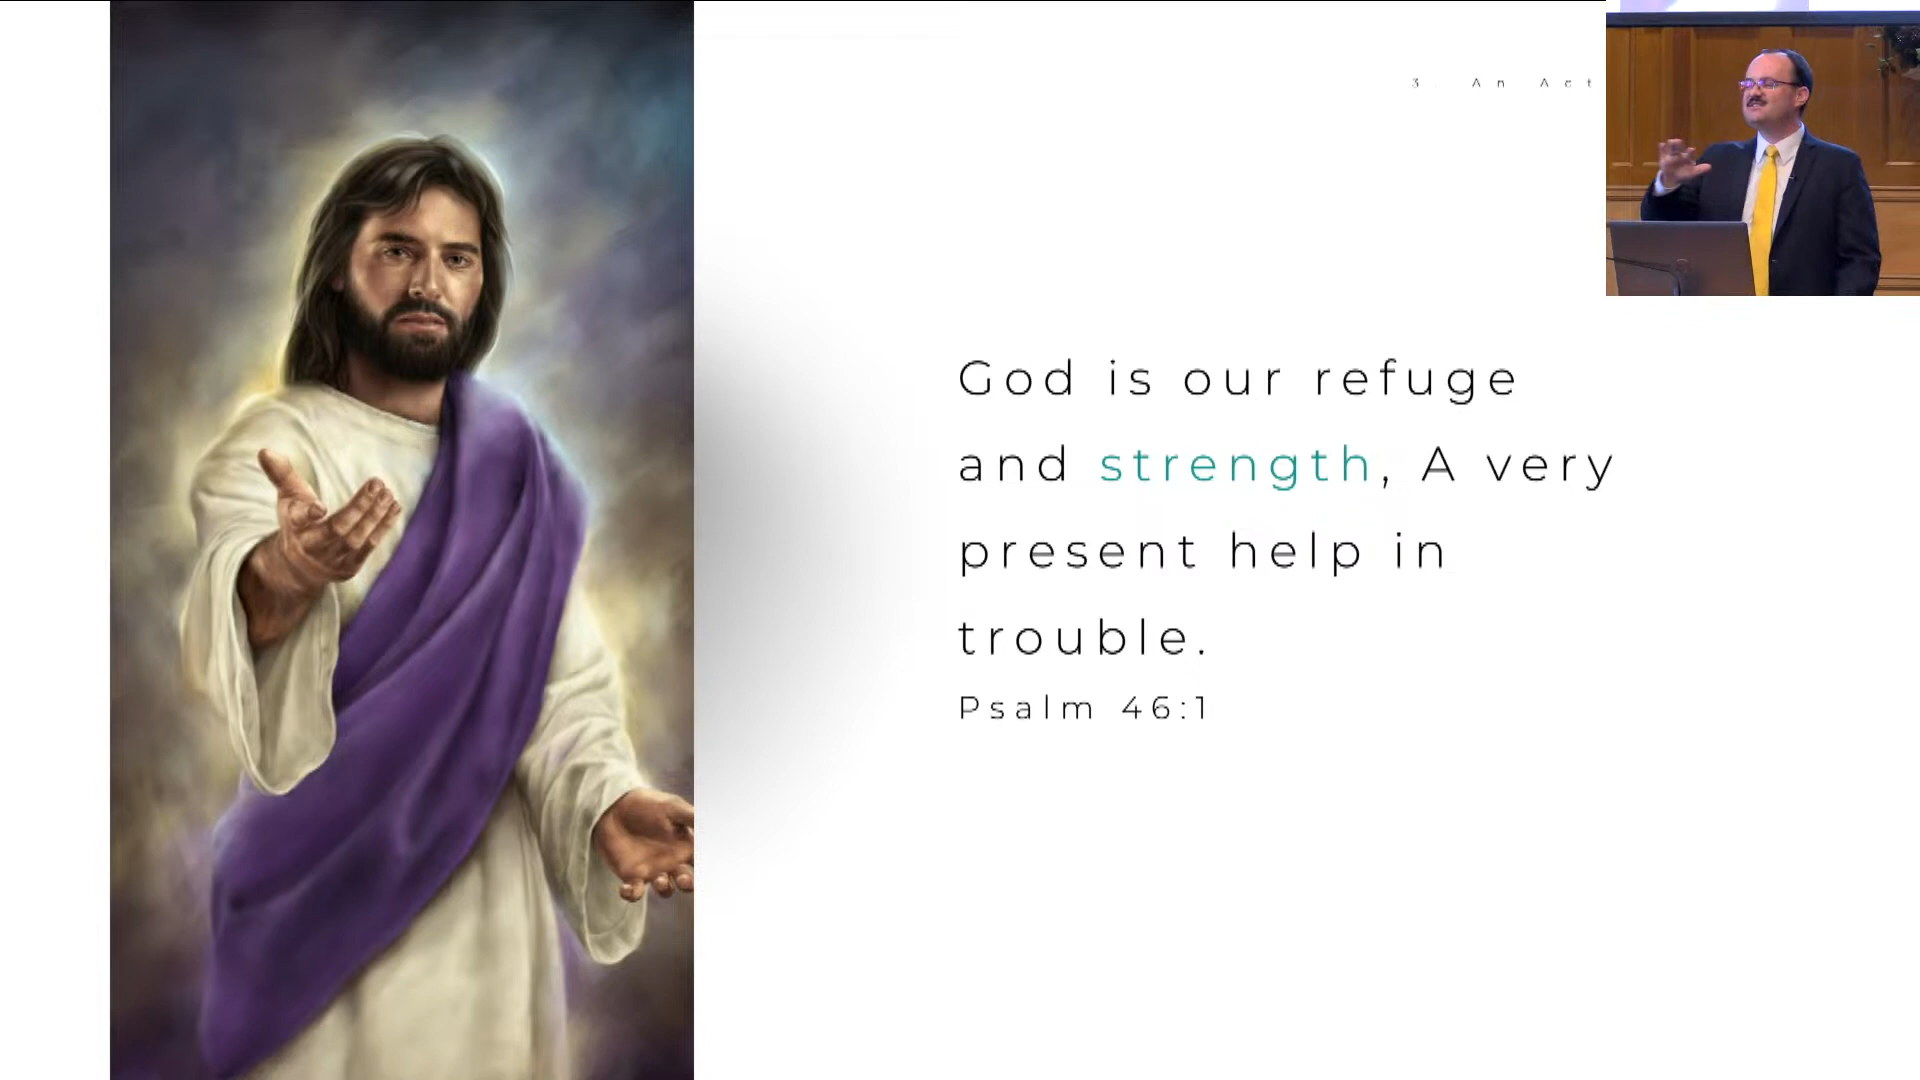 3. An Act
God is our refuge
and strength, A very
present help in
trouble.
Psalm 46:1